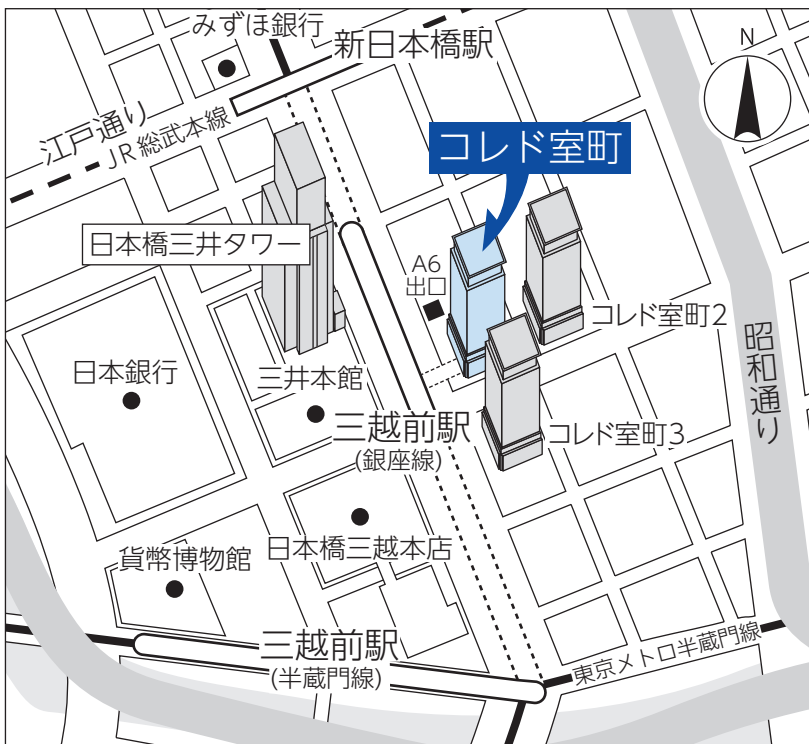 みずほ銀行
新日本橋駅
N
江戸通り
JR総武本線
コレド室町
日本橋三井タワー
A6
出口
コレド室町2
昭和通り
日本銀行
三井本館
三越前駅
(銀座線)
コレド室町3
日本橋三越本店
貨幣博物館
三越前駅
(半蔵門線)
東京メトロ半蔵門線